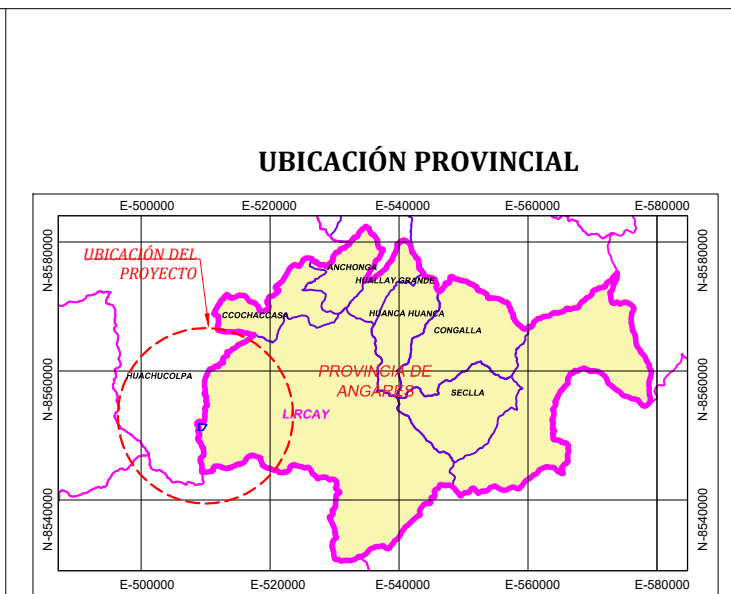 UBICACIÓN PROVINCIAL
E-500000
E-520000
E-540000
E-560000
E-580000
N-8580000
N-8580000
UBICACIÓN DEL
PROYECTO
ANCHONGA
HUALLAY GRANDE
CCOCHACCASA
HUANCA HUANCA
CONGALLA
N-8560000
N-8560000
HUACHUCOLPA
PROVINCIA DE
ANGARES
SECLLA
LIRCAY
N-8540000
N-8540000
E-500000
E-520000
E-540000
E-560000
E-580000